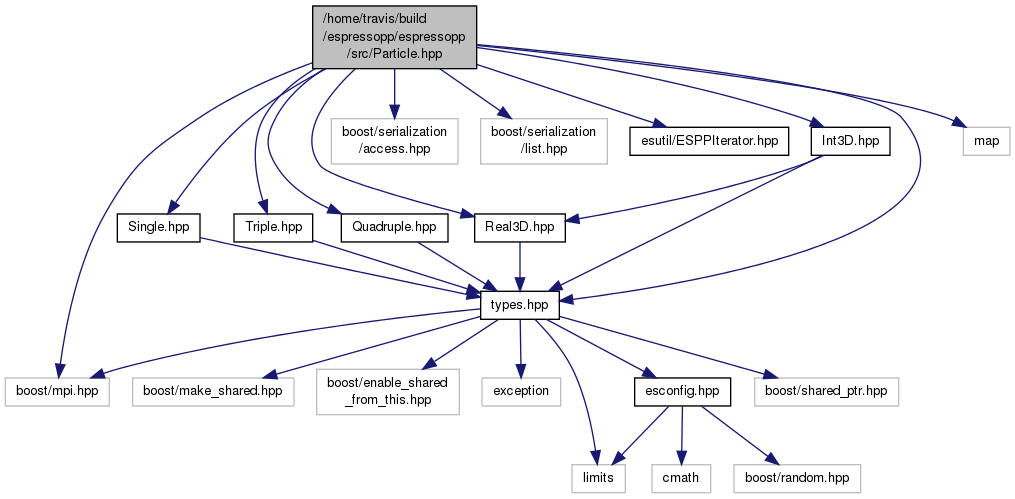 /home/travis/build
/espressopp/espressopp
/src/Particle.hpp
boost/serialization
/access.hpp
boost/serialization
/list.hpp
esutil/ESPPIterator.hpp
Int3D.hpp
map
Single.hpp
Triple.hpp
Quadruple.hpp
Real3D.hpp
types.hpp
boost/mpi.hpp
boost/make_shared.hpp
boost/enable_shared
_from_this.hpp
exception
esconfig.hpp
boost/shared_ptr.hpp
limits
cmath
boost/random.hpp